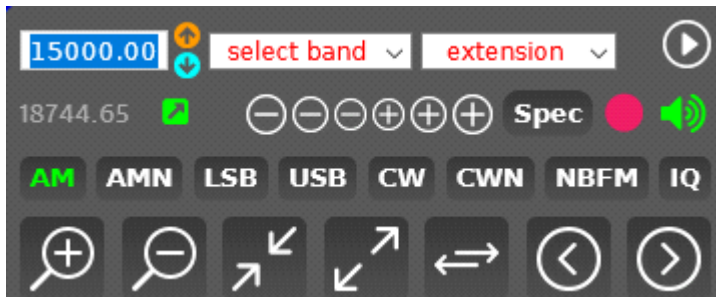 15000.00 select band extension
18744.65 Spec
AM AMN LSB USB CW CWN NBFM IQ